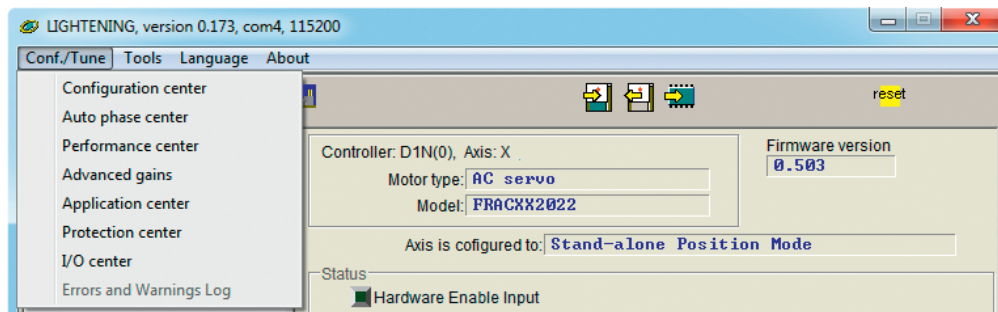 LIGHTENING, version 0.173, com4, 115200
Conf./Tune Tools Language About
Configuration center
Auto phase center
Performance center
Advanced gains
Application center
Protection center
I/O center
Errors and Warnings Log
reset
Controller: D1N(0), Axis: X
Motor type: AC servo
Model: FRACXX2022
Firmware version
0.503
Axis is cofigured to: Stand-alone Position Mode
Status
Hardware Enable Input